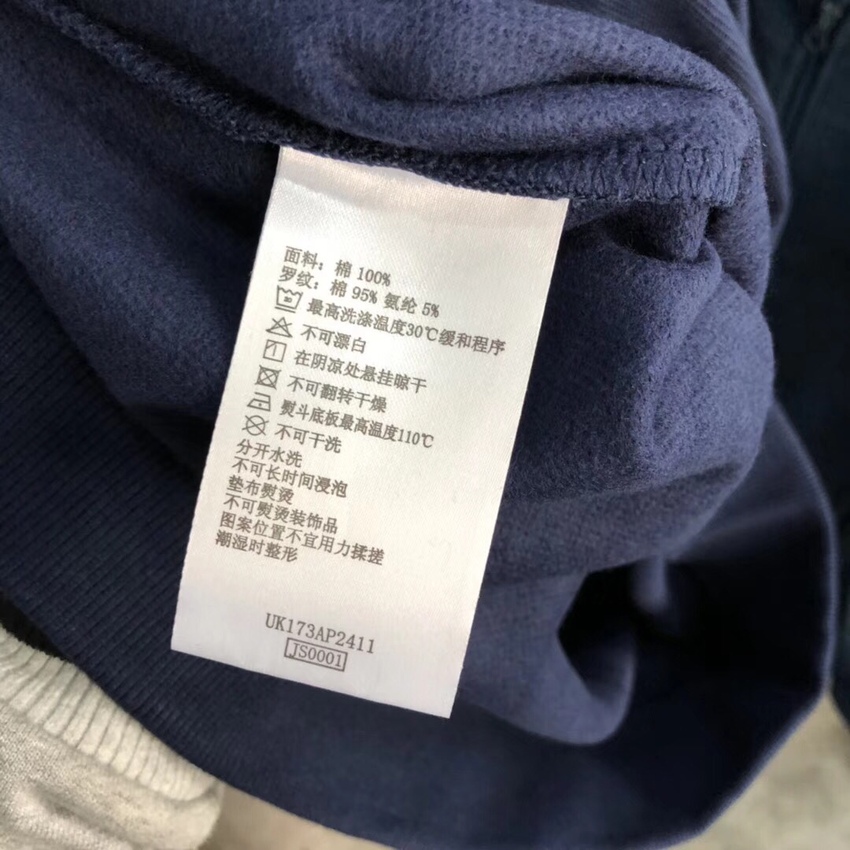 面料：棉 100%
罗纹：棉 95% 氨纶 5%
最高洗涤温度30℃缓和程序
不可漂白
在阴凉处悬挂晾干
不可翻转干燥
熨斗底板最高温度110℃
不可干洗
分开水洗
不可长时间浸泡
垫布熨烫
不可熨烫装饰品
图案位置不宜用力揉搓
潮湿时整形
UK173AP2411
JS0001